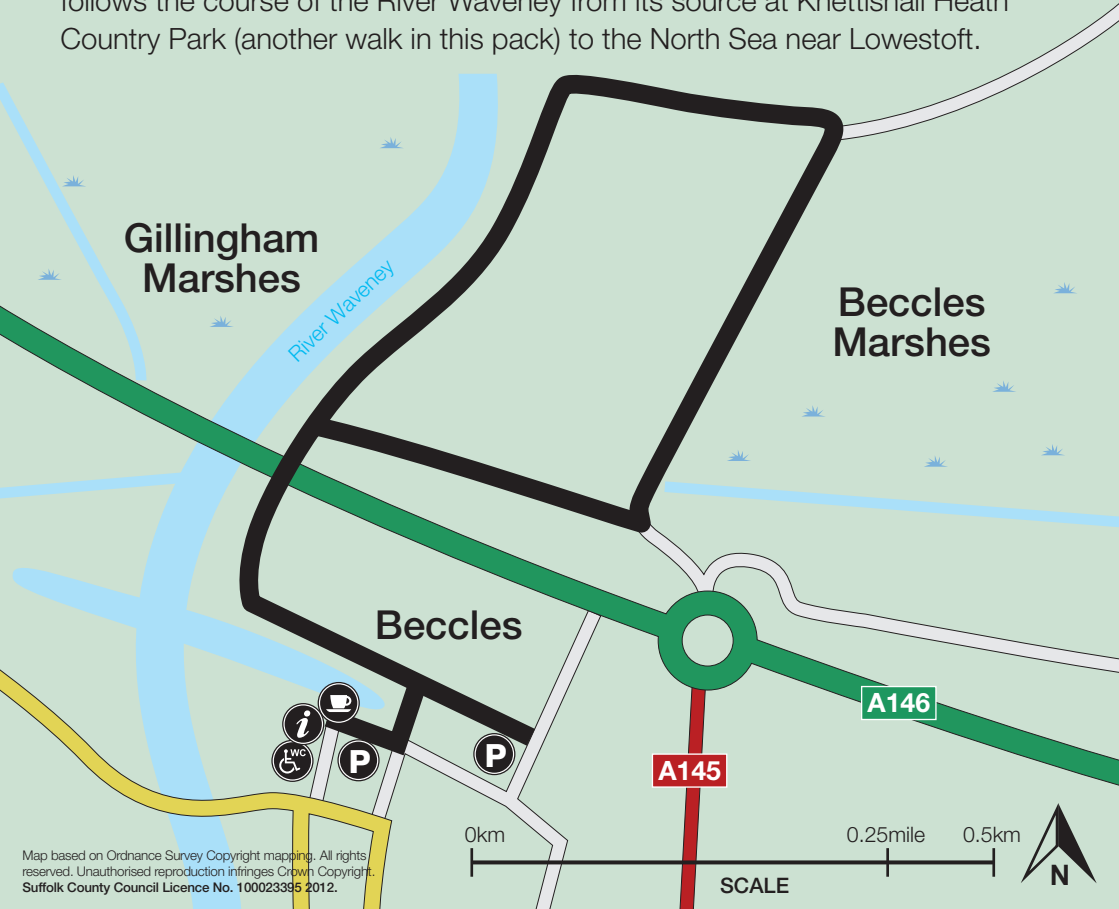 follows the course of the River Waveney from its source at Knettishall Heath
Country Park (another walk in this pack) to the North Sea near Lowestoft.
Gillingham
Marshes
River Waveney
Beccles
Marshes
Beccles
A146
i
WC
P
P
A145
0km
0.25mile
0.5km
SCALE
N
Map based on Ordnance Survey Copyright mapping. All rights
reserved. Unauthorised reproduction infringes Crown Copyright.
Suffolk County Council Licence No. 100023395 2012.